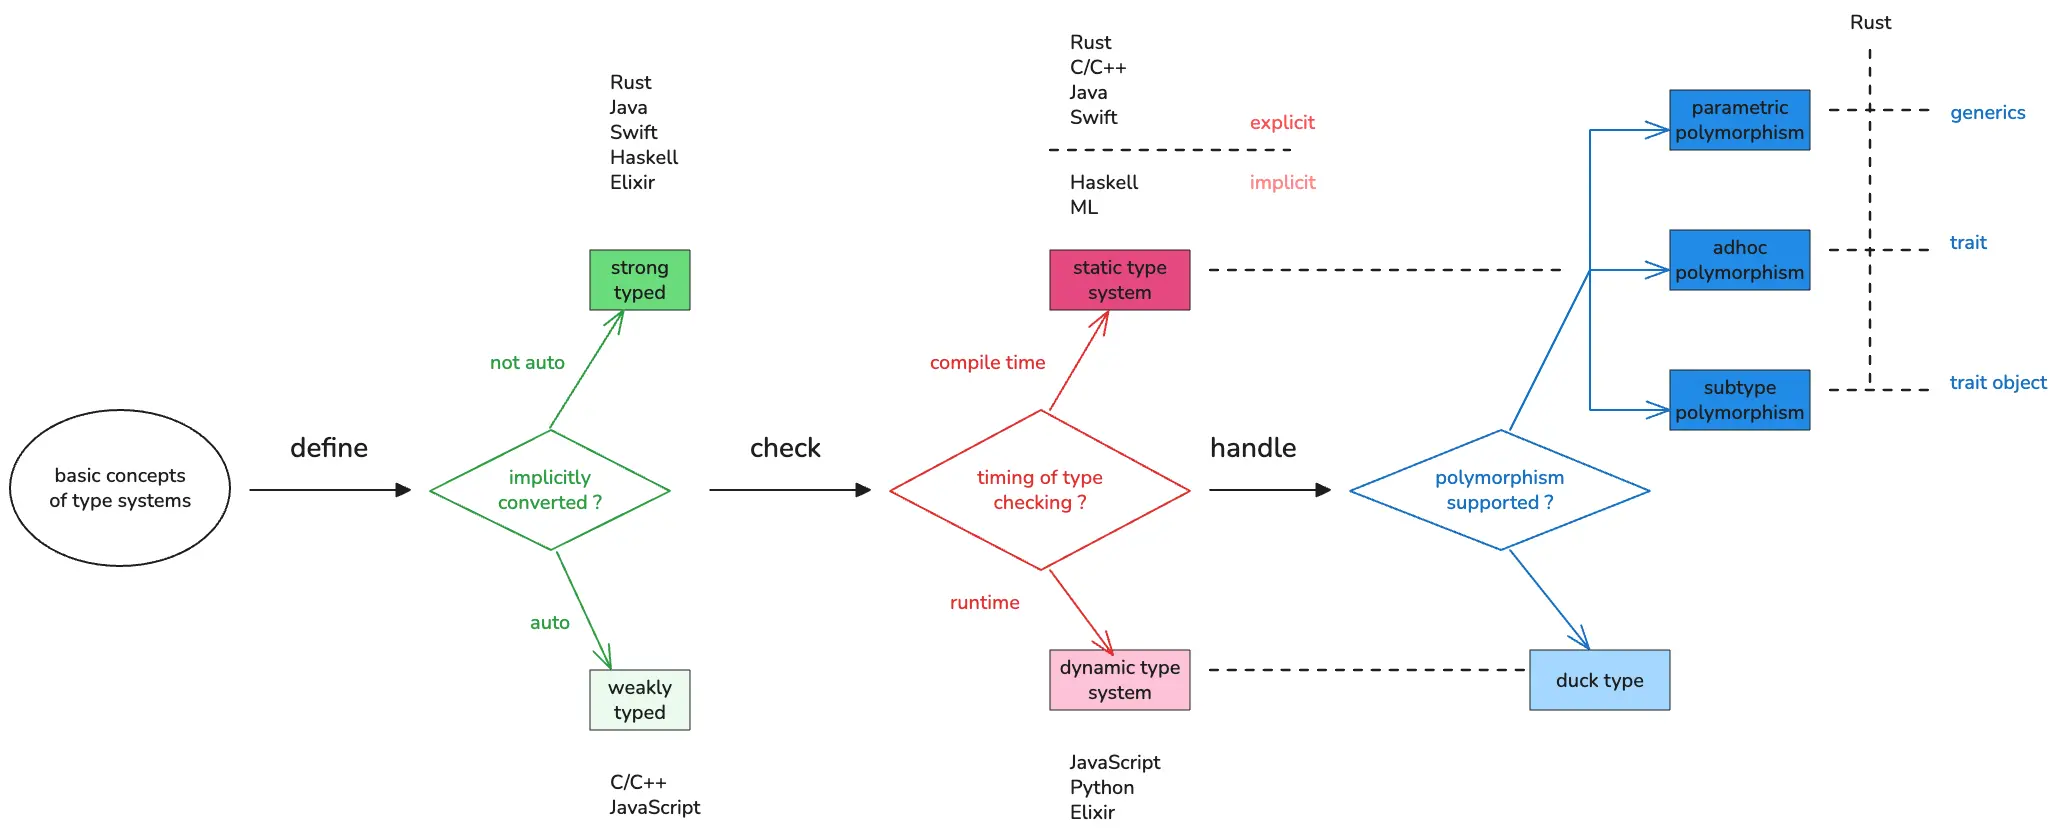 basic concepts
of type systems
define
Rust
Java
Swift
Haskell
Elixir
strong
typed
not auto
implicitly
converted ?
auto
weakly
typed
C/C++
JavaScript
check
Rust
C/C++
Java
Swift
explicit
Haskell
ML
implicit
static type
system
compile time
timing of type
checking ?
runtime
dynamic type
system
JavaScript
Python
Elixir
handle
polymorphism
supported ?
duck type
Rust
parametric
polymorphism
generics
adhoc
polymorphism
trait
subtype
polymorphism
trait object